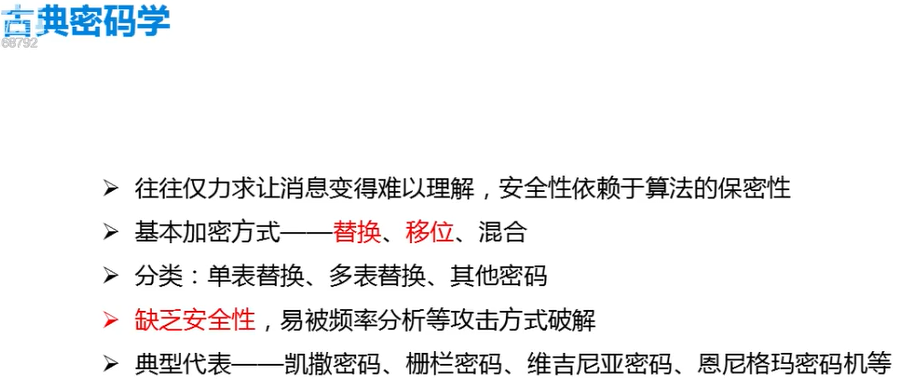 古典密码学
68792
往往仅力求让消息变得难以理解，安全性依赖于算法的保密性
基本加密方式——替换、移位、混合
分类：单表替换、多表替换、其他密码
缺乏安全性，易被频率分析等攻击方式破解
典型代表——凯撒密码、栅栏密码、维吉尼亚密码、恩尼格玛密码机等